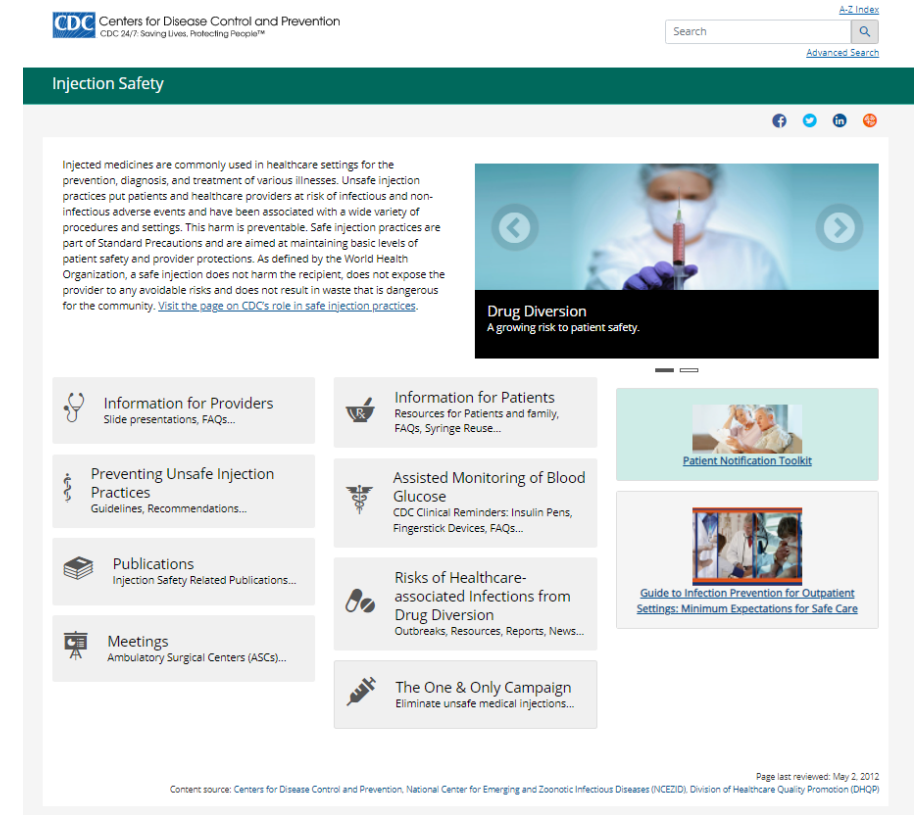 A-Z Index
CDC
Centers for Disease Control and Prevention
CDC 24/7: Saving Lives, Protecting People™
Search
Advanced Search
Injection Safety
Injected medicines are commonly used in healthcare settings for the
prevention, diagnosis, and treatment of various illnesses. Unsafe injection
practices put patients and healthcare providers at risk of infectious and non-
infectious adverse events and have been associated with a wide variety of
procedures and settings. This harm is preventable. Safe injection practices are
part of Standard Precautions and are aimed at maintaining basic levels of
patient safety and provider protections. As defined by the World Health
Organization, a safe injection does not harm the recipient, does not expose the
provider to any avoidable risks and does not result in waste that is dangerous
for the community. Visit the page on CDC's role in safe injection practices.
Drug Diversion
A growing risk to patient safety.
Information for Providers
Slide presentations, FAQs...
Preventing Unsafe Injection
Practices
Guidelines, Recommendations...
Publications
Injection Safety Related Publications...
Meetings
Ambulatory Surgical Centers (ASCs)...
Information for Patients
Resources for Patients and family,
FAQs, Syringe Reuse...
Assisted Monitoring of Blood
Glucose
CDC Clinical Reminders: Insulin Pens,
Fingerstick Devices, FAQs...
Risks of Healthcare-
associated Infections from
Drug Diversion
Outbreaks, Resources, Reports, News...
The One & Only Campaign
Eliminate unsafe medical injections...
Patient Notification Toolkit
Guide to Infection Prevention for Outpatient
Settings: Minimum Expectations for Safe Care
Page last reviewed: May 2, 2012
Content source: Centers for Disease Control and Prevention, National Center for Emerging and Zoonotic Infectious Diseases (NCEZID), Division of Healthcare Quality Promotion (DHQP)